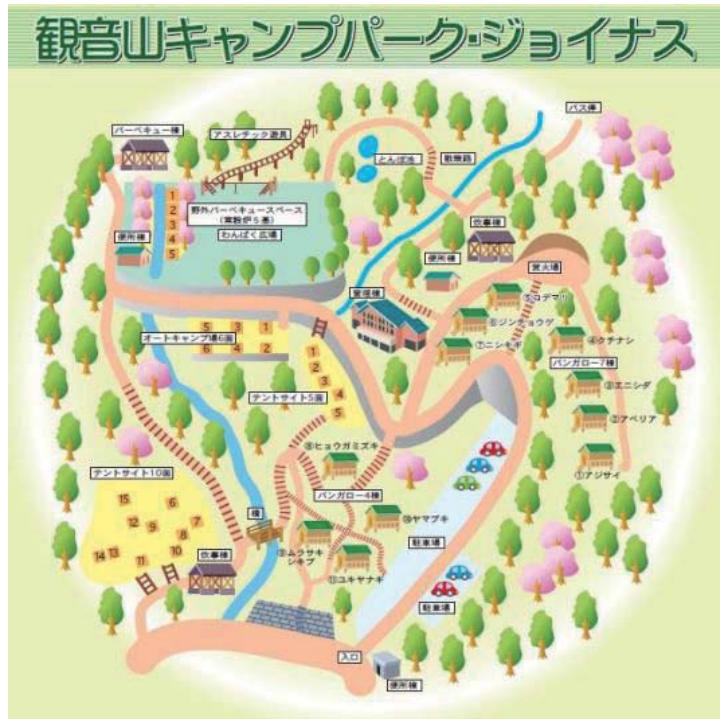 観音山キャンプパーク・ジョイナス
バス停
バーベキュー棟
アスレチック遊具
とんぼ池
散策路
1
2
3
4
5
野外バーベキュースペース
(常設炉5基)
わんぱく広場
便所棟
炊事棟
便所棟
営火場
管理棟
⑤コデマリ
⑥ジンチョウゲ
⑦ニシキギ
④クチナシ
バンガロー7棟
③エニシダ
②アベリア
①アジサイ
5 3 1
オートキャンプ場6面
6 4 2
1
2
3
4
5
テントサイト5面
⑧ヒョウガミズキ
バンガロー4棟
⑩ヤマブキ
⑨ムラサキ
シキブ
⑪ユキヤナギ
テントサイト10面
15
6
12
9
8
7
14
13
11
10
橋
炊事棟
駐車場
駐車場
入口
便所棟